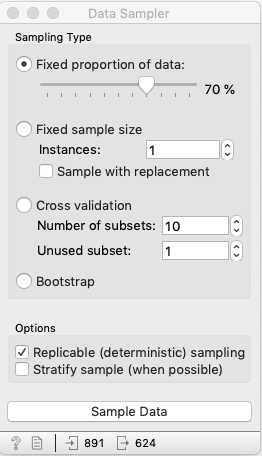 Data Sampler
Sampling Type
Fixed proportion of data:
70 %
Fixed sample size
Instances: 1
Sample with replacement
Cross validation
Number of subsets: 10
Unused subset: 1
Bootstrap
Options
Replicable (deterministic) sampling
Stratify sample (when possible)
Sample Data
? 891 624